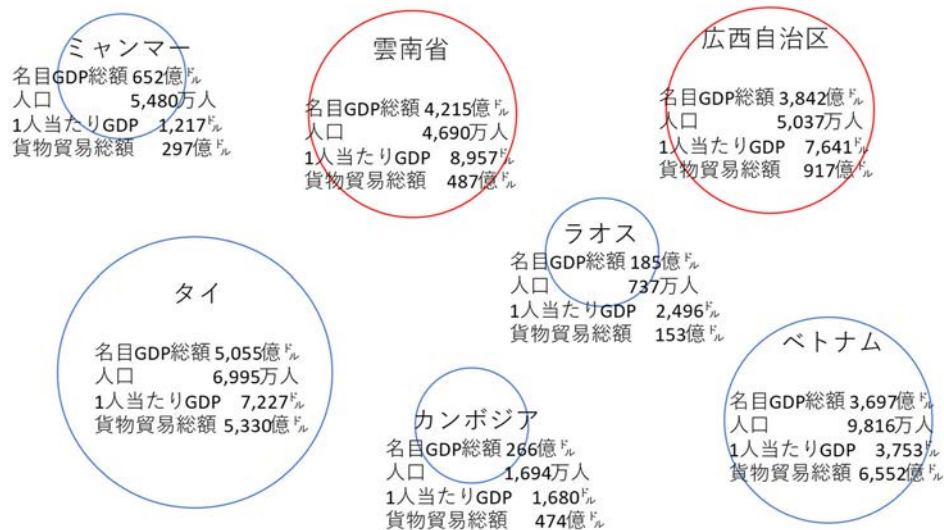 ミャンマー
名目GDP総額 652億㌦
人口 5,480万人
1人当たりGDP 1,217㌦
貨物貿易総額 297億㌦
雲南省
名目GDP総額 4,215億㌦
人口 4,690万人
1人当たりGDP 8,957㌦
貨物貿易総額 487億㌦
広西自治区
名目GDP総額 3,842億㌦
人口 5,037万人
1人当たりGDP 7,641㌦
貨物貿易総額 917億㌦
ラオス
名目GDP総額 185億㌦
人口 737万人
1人当たりGDP 2,496㌦
貨物貿易総額 153億㌦
タイ
名目GDP総額 5,055億㌦
人口 6,995万人
1人当たりGDP 7,227㌦
貨物貿易総額 5,330億㌦
カンボジア
名目GDP総額 266億㌦
人口 1,694万人
1人当たりGDP 1,680㌦
貨物貿易総額 474億㌦
ベトナム
名目GDP総額 3,697億㌦
人口 9,816万人
1人当たりGDP 3,753㌦
貨物貿易総額 6,552億㌦